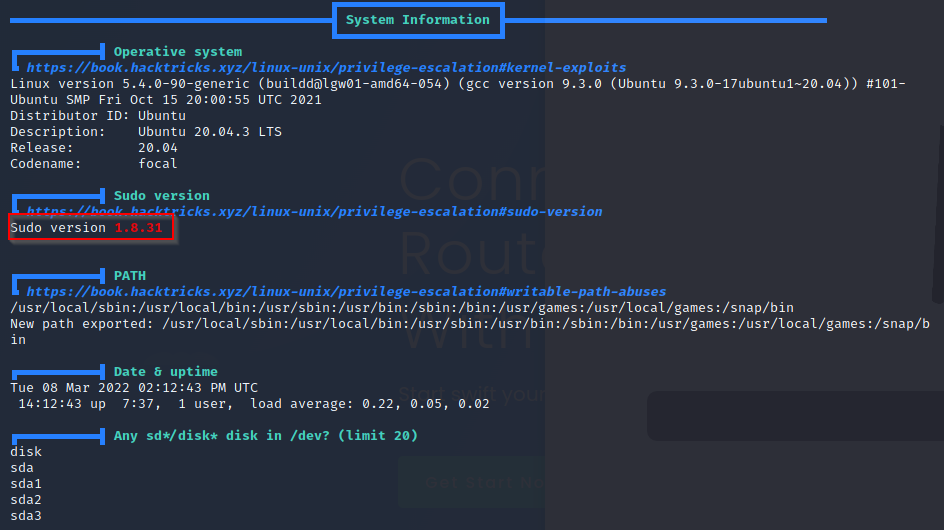 System Information
Operative system
https://book.hacktricks.xyz/linux-unix/privilege-escalation#kernel-exploits
Linux version 5.4.0-90-generic (buildd@lgw01-amd64-054) (gcc version 9.3.0 (Ubuntu 9.3.0-17ubuntu1~20.04)) #101-
Ubuntu SMP Fri Oct 15 20:00:55 UTC 2021
Distributor ID: Ubuntu
Description:    Ubuntu 20.04.3 LTS
Release:        20.04
Codename:       focal
Sudo version
https://book.hacktricks.xyz/linux-unix/privilege-escalation#sudo-version
Sudo version 1.8.31
PATH
https://book.hacktricks.xyz/linux-unix/privilege-escalation#writable-path-abuses
/usr/local/sbin:/usr/local/bin:/usr/sbin:/usr/bin:/sbin:/bin:/usr/games:/usr/local/games:/snap/bin
New path exported: /usr/local/sbin:/usr/local/bin:/usr/sbin:/usr/bin:/sbin:/bin:/usr/games:/usr/local/games:/snap/b
in
Date & uptime
Tue 08 Mar 2022 02:12:43 PM UTC
 14:12:43 up  7:37,  1 user,  load average: 0.22, 0.05, 0.02
Any sd*/disk* disk in /dev? (limit 20)
disk
sda
sda1
sda2
sda3
Conn
Route
With
Start swift your